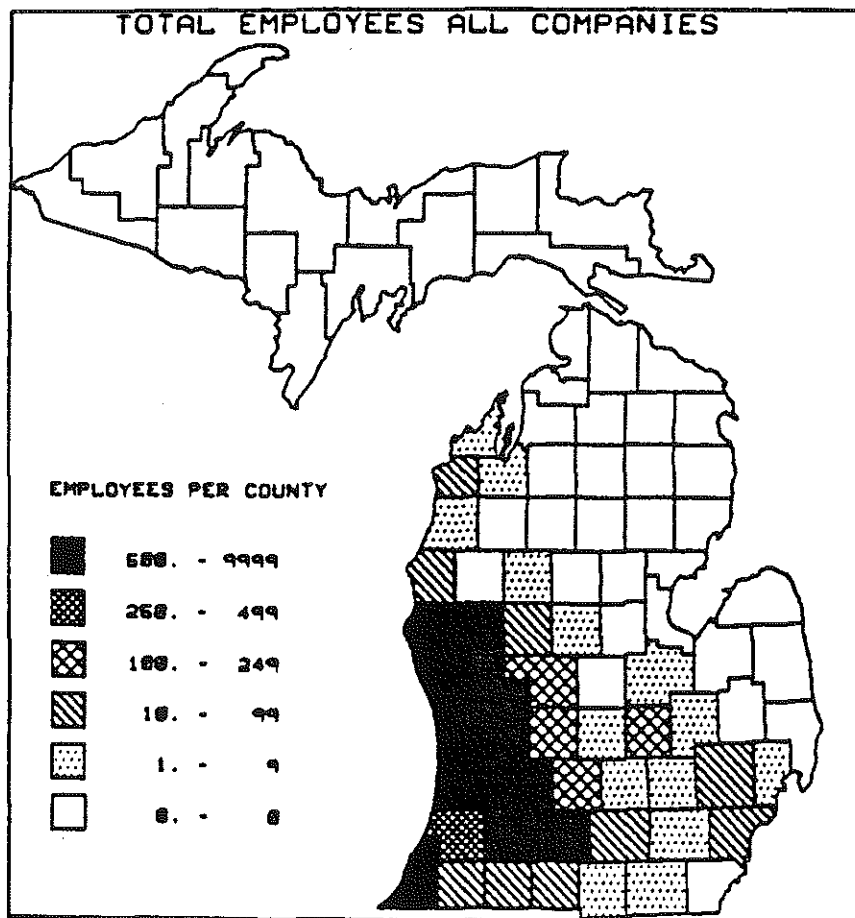 TOTAL EMPLOYEES ALL COMPANIES
EMPLOYEES PER COUNTY
500. - 9999
250. - 499
100. - 249
10. - 99
1. - 9
0. - 0